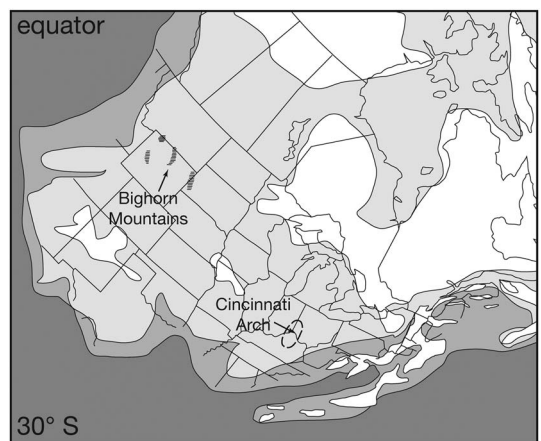 equator
Bighorn
Mountains
Cincinnati
Arch
30° S